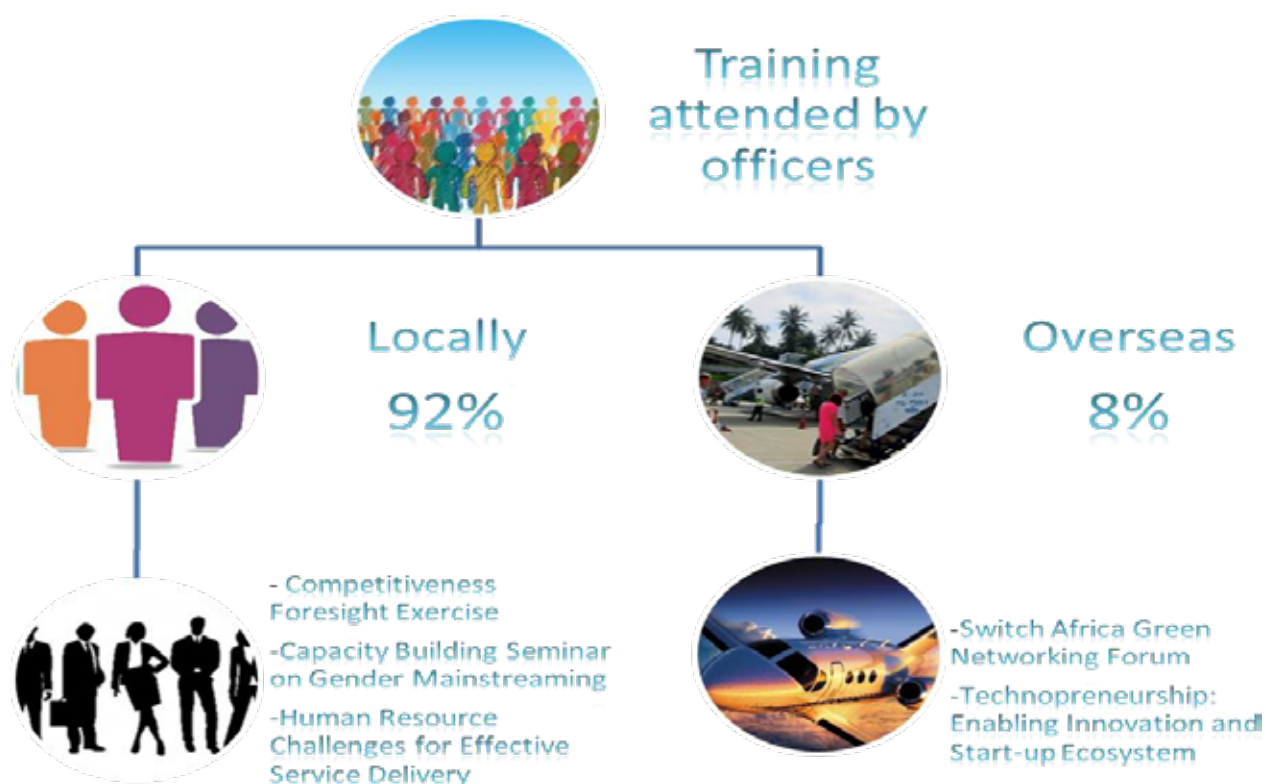 Training
attended by
officers
Locally
92%
Overseas
8%
- Competitiveness
Foresight Exercise
-Capacity Building Seminar
on Gender Mainstreaming
-Human Resource
Challenges for Effective
Service Delivery
-Switch Africa Green
Networking Forum
-Technopreneurship:
Enabling Innovation and
Start-up Ecosystem